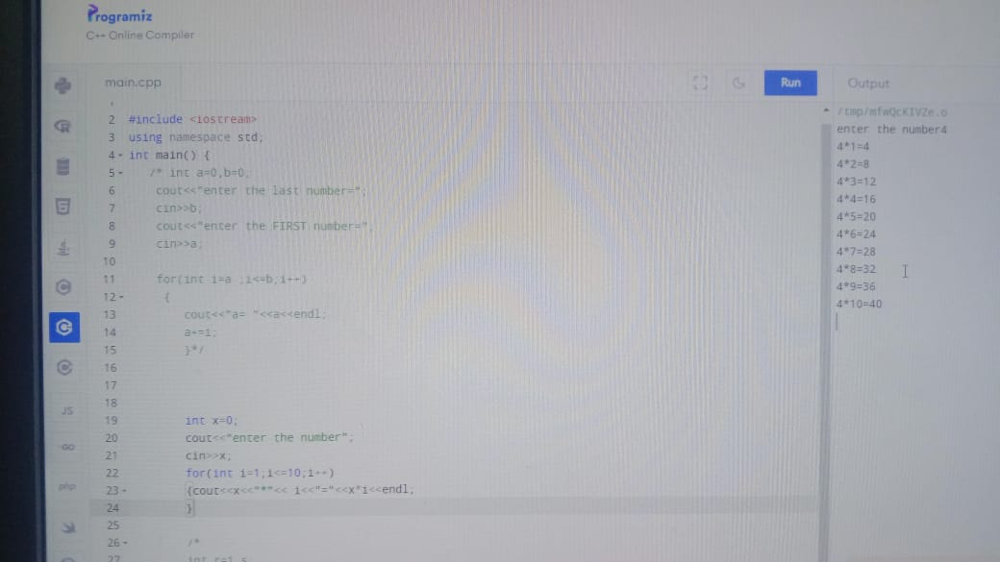 Programiz
C++ Online Compiler
main.cpp
Run
Output
2 #include <iostream>
3 using namespace std;
4 int main() {
5 /* int a=0,b=0;
6 cout<<"enter the last number=";
7 cin>>b;
8 cout<<"enter the FIRST number=";
9 cin>>a;
10
11 for(int i=a ;i<=b;i++)
12 {
13 cout<<"a= "<<a<<endl;
14 a+=i;
15 }*/
16
17
18
19 int x=0;
20 cout<<"enter the number";
21 cin>>x;
22 for(int i=1;i<=10;i++)
23 {cout<<x<<"*"<< i<<"="<<x*i<<endl;
24 }
25
26 /*
27 int r=1,s
/tmp/mfwQcKIVZe.o
enter the number4
4*1=4
4*2=8
4*3=12
4*4=16
4*5=20
4*6=24
4*7=28
4*8=32
4*9=36
4*10=40
JS
GO
php